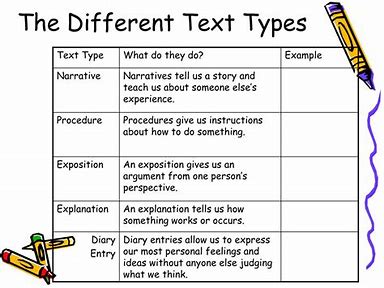 The Different Text Types
Text Type What do they do? Example
Narrative Narratives tell us a story and
teach us about someone else's
experience.
Procedure Procedures give us instructions
about how to do something.
Exposition An exposition gives us an
argument from one person's
perspective.
Explanation An explanation tells us how
something works or occurs.
Diary Diary entries allow us to express
Entry our most personal feelings and
ideas without anyone else judging
what we think.